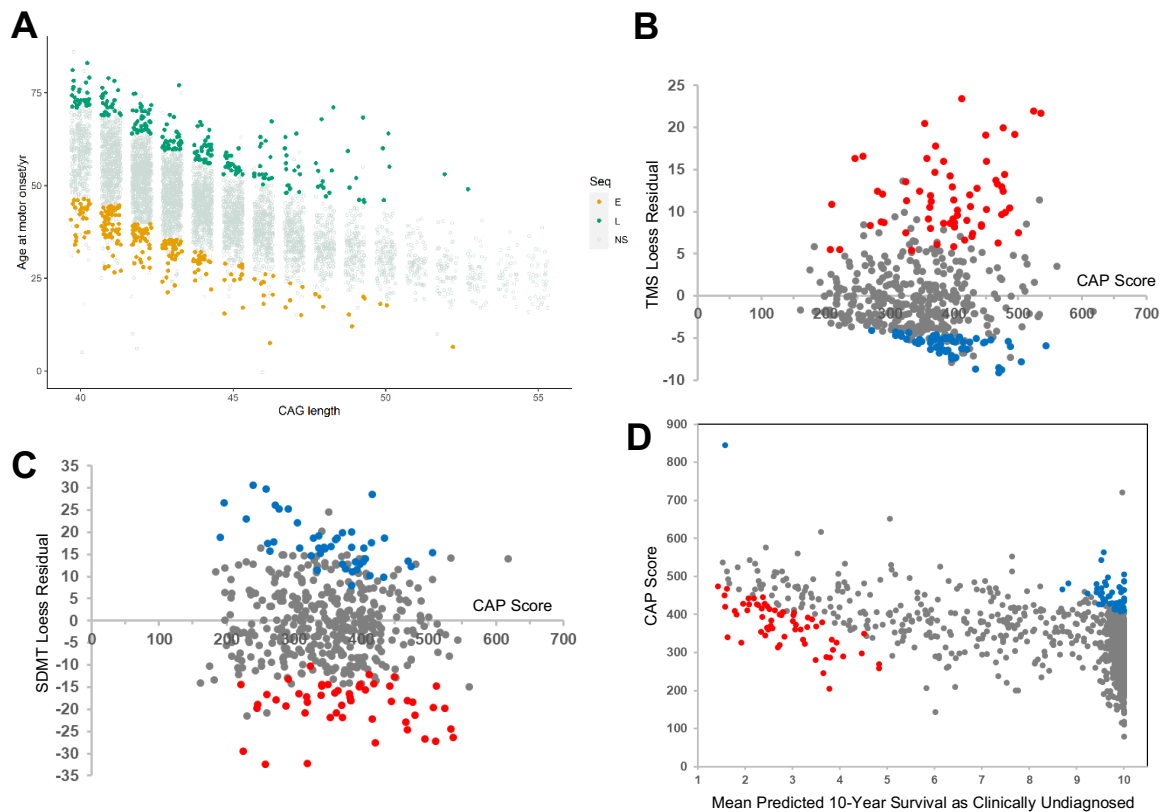 A
Age at motor onset/yr
75
50
25
0
40
45
50
55
CAG length
Seq
E
L
NS
B
TMS Loess Residual
25
20
15
10
5
0
-5
-10
0 100 200 300 400 500 600 700
CAP Score
C
SDMT Loess Residual
35
30
25
20
15
10
5
0
-5
-10
-15
-20
-25
-30
-35
0 100 200 300 400 500 600 700
CAP Score
D
CAP Score
900
800
700
600
500
400
300
200
100
0
1 2 3 4 5 6 7 8 9 10
Mean Predicted 10-Year Survival as Clinically Undiagnosed